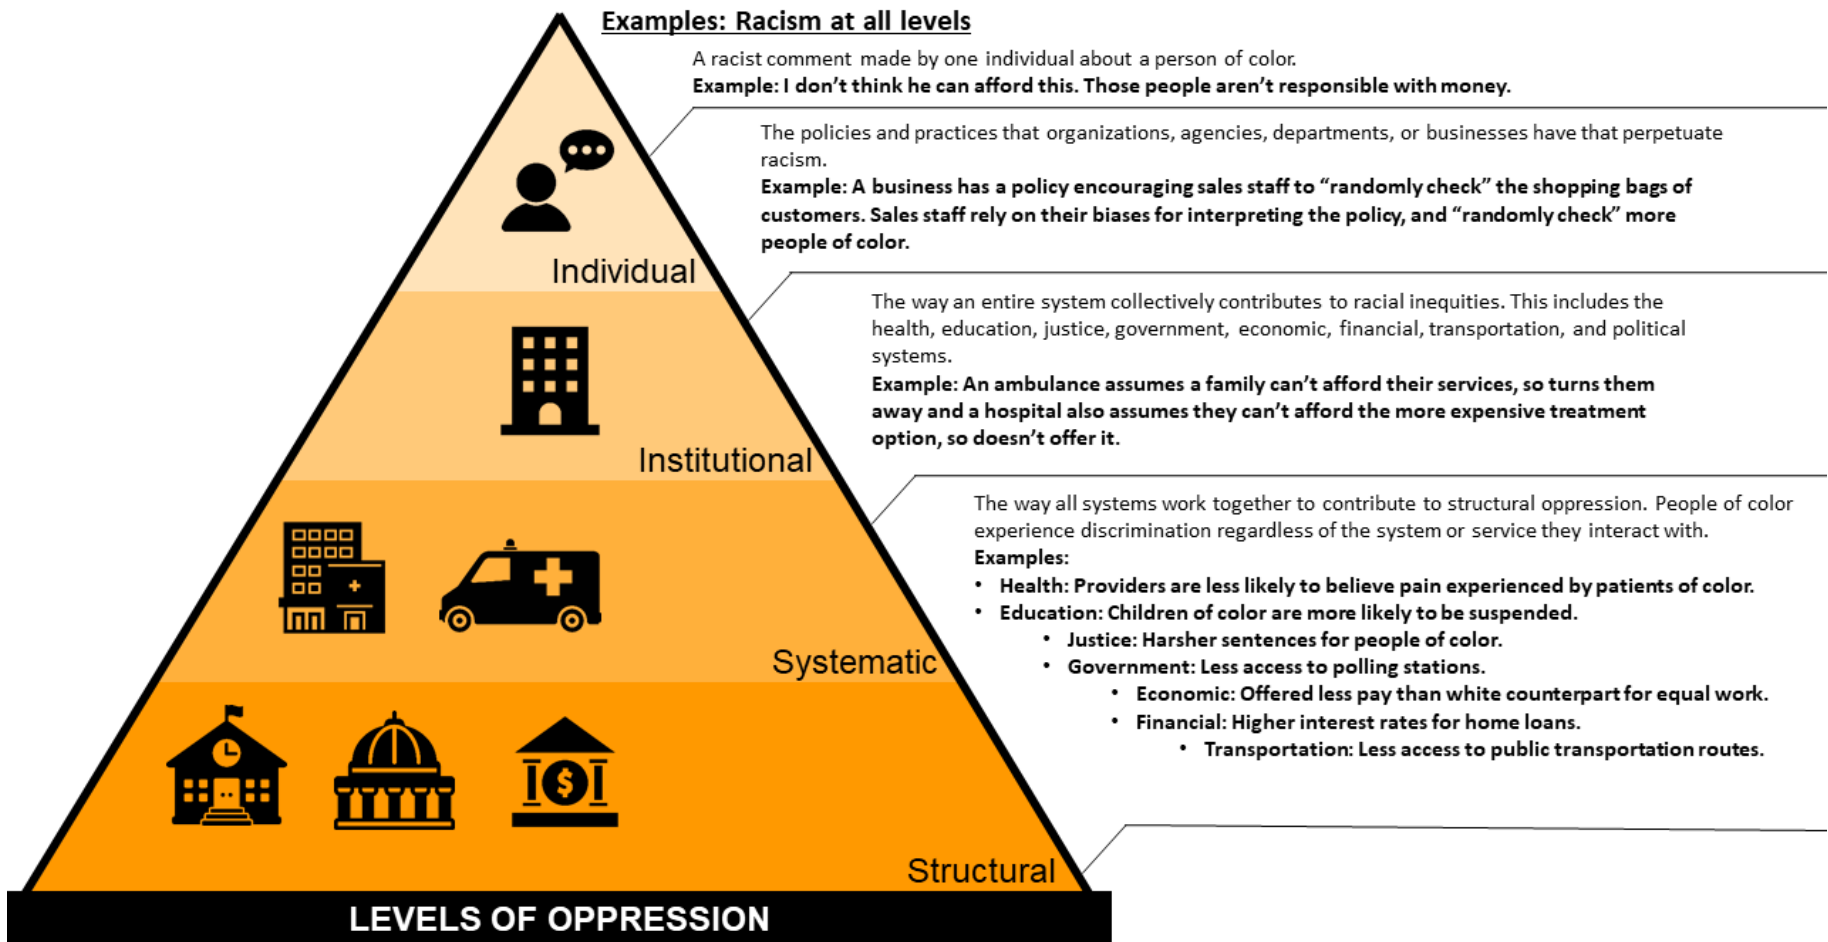 Examples: Racism at all levels
A racist comment made by one individual about a person of color.
Example: I don’t think he can afford this. Those people aren’t responsible with money.
The policies and practices that organizations, agencies, departments, or businesses have that perpetuate
racism.
Example: A business has a policy encouraging sales staff to “randomly check” the shopping bags of
customers. Sales staff rely on their biases for interpreting the policy, and “randomly check” more
people of color.
Individual
The way an entire system collectively contributes to racial inequities. This includes the
health, education, justice, government, economic, financial, transportation, and political
systems.
Example: An ambulance assumes a family can’t afford their services, so turns them
away and a hospital also assumes they can’t afford the more expensive treatment
option, so doesn’t offer it.
Institutional
The way all systems work together to contribute to structural oppression. People of color
experience discrimination regardless of the system or service they interact with.
Examples:
• Health: Providers are less likely to believe pain experienced by patients of color.
• Education: Children of color are more likely to be suspended.
• Justice: Harsher sentences for people of color.
• Government: Less access to polling stations.
Systematic
• Economic: Offered less pay than white counterpart for equal work.
• Financial: Higher interest rates for home loans.
• Transportation: Less access to public transportation routes.
$
Structural
LEVELS OF OPPRESSION